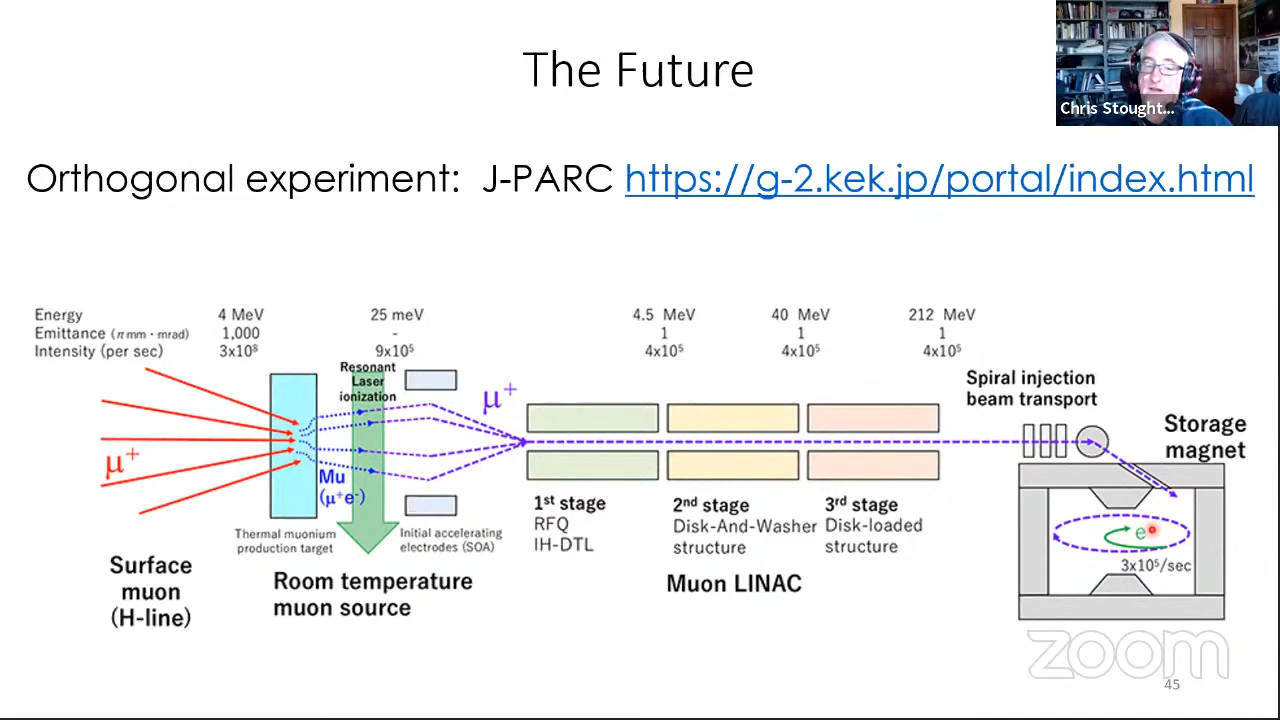 The Future
Chris Stought...
Orthogonal experiment: J-PARC https://g-2.kek.jp/portal/index.html
Energy 4 MeV 25 meV 4.5 MeV 40 MeV 212 MeV
Emittance (π mm・mrad) 1,000 - 1 1 1
Intensity (per sec) 3x10⁸ 9x10⁵ 4x10⁵ 4x10⁵ 4x10⁵
Resonant
Laser
ionization
μ⁺
μ⁺
Mu
(μ⁺e⁻)
Thermal muonium
production target
Initial accelerating
electrodes (SOA)
Surface
muon
(H-line)
Room temperature
muon source
1st stage
RFQ
IH-DTL
2nd stage
Disk-And-Washer
structure
3rd stage
Disk-loaded
structure
Muon LINAC
Spiral injection
beam transport
Storage
magnet
e
3x10⁵/sec
zoom
45